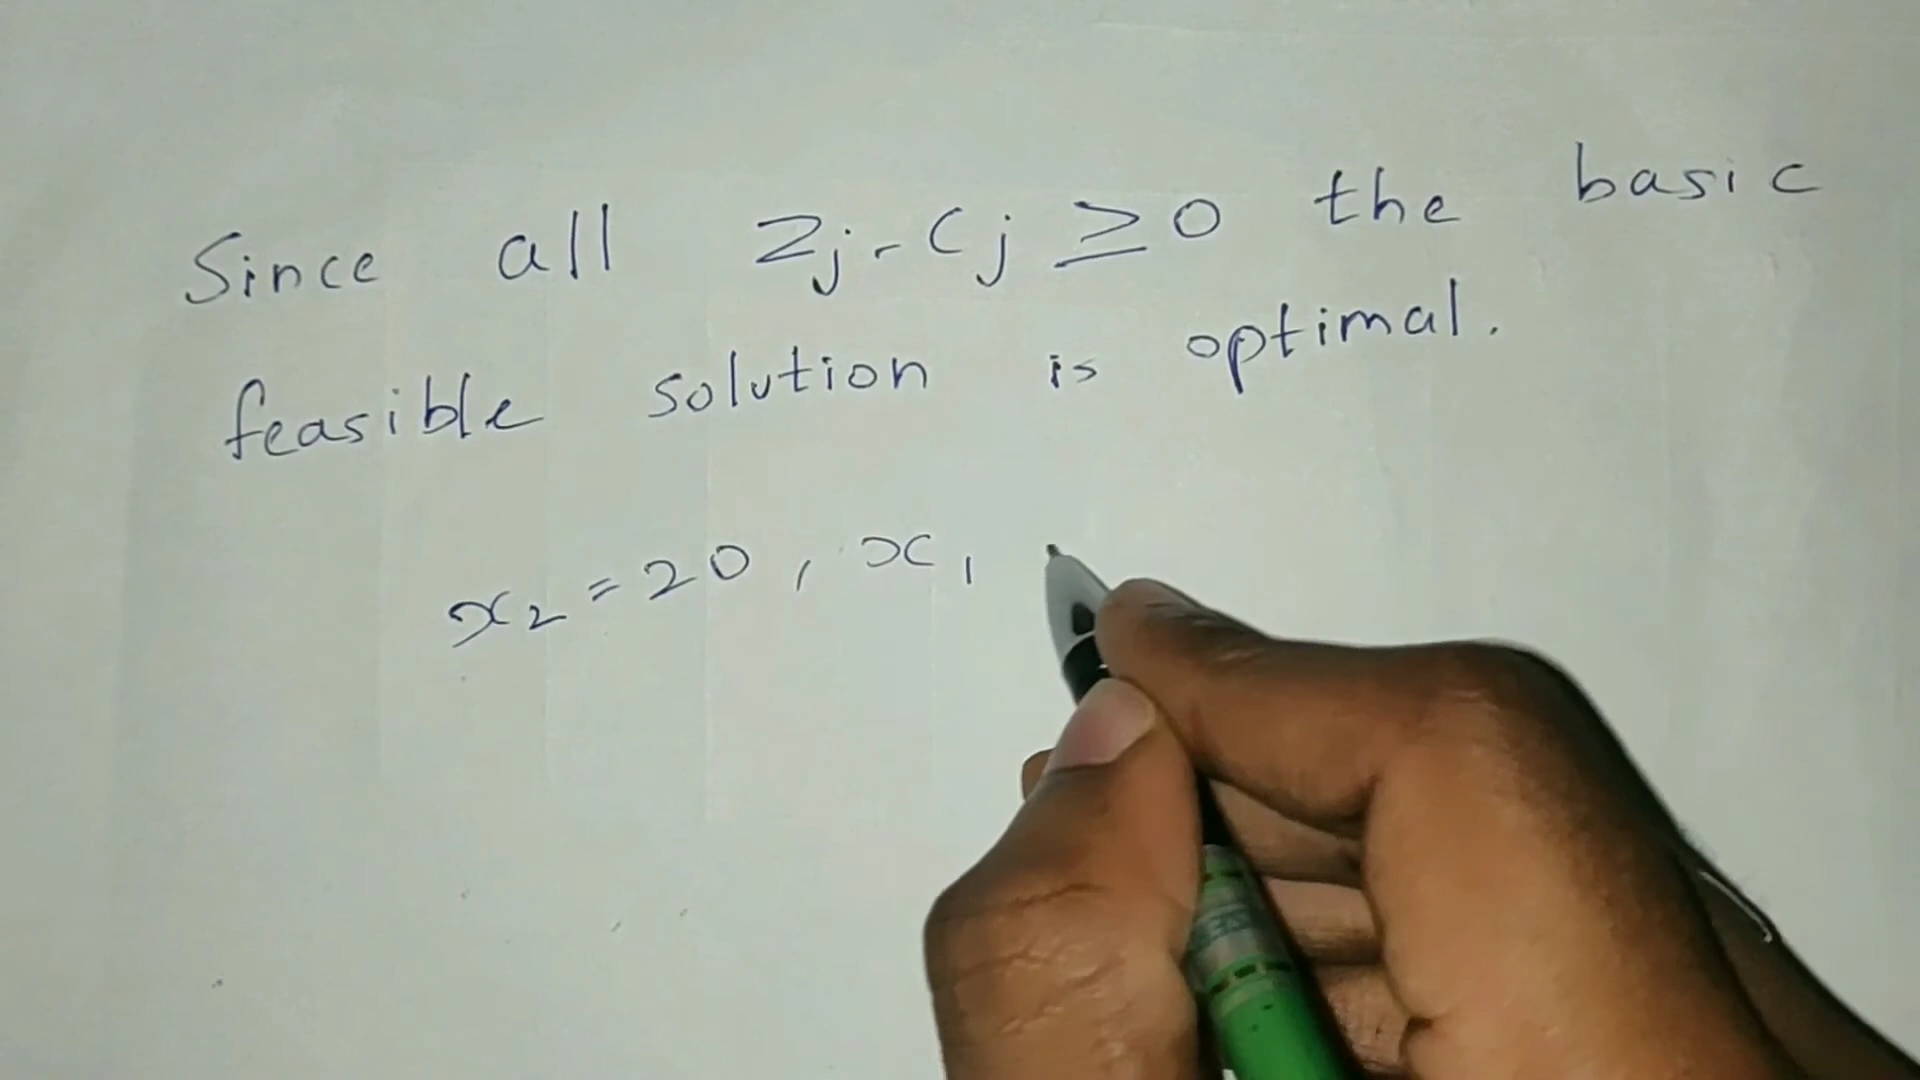 Since all Zj - Cj ≥ 0 the basic
feasible solution is optimal.
x₂ = 20, x₁